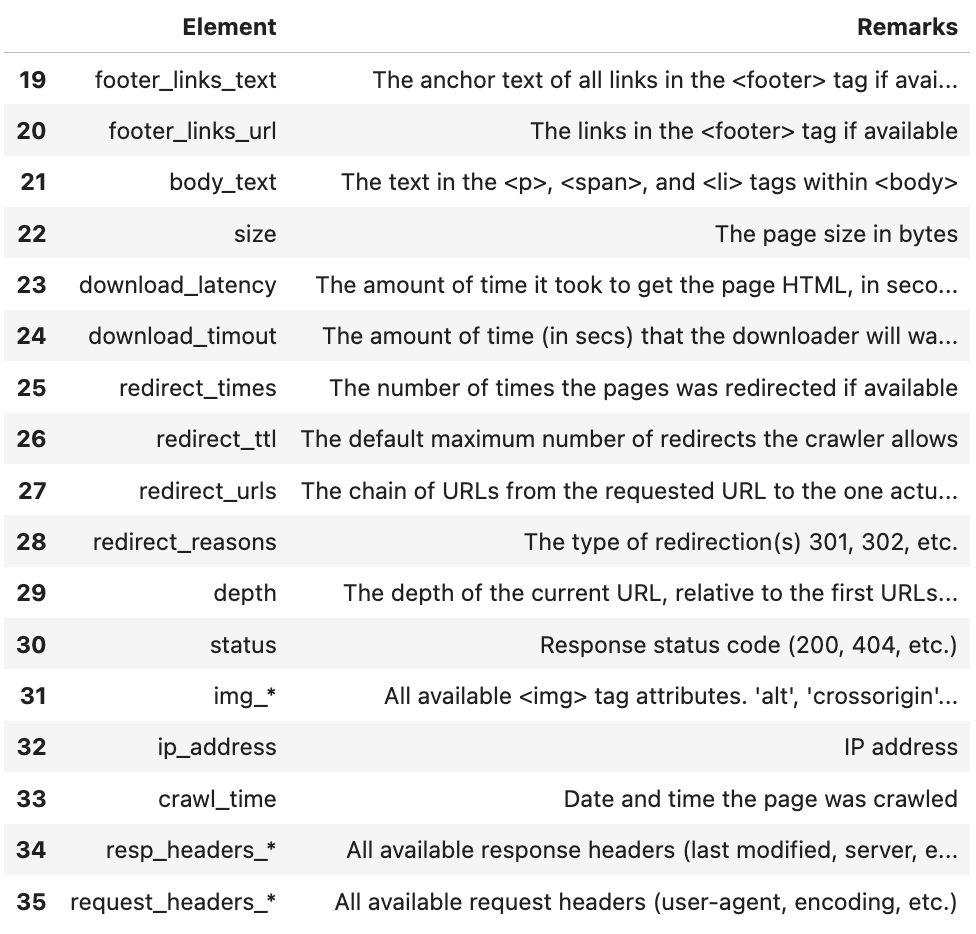 Element Remarks
19 footer_links_text The anchor text of all links in the <footer> tag if avai...
20 footer_links_url The links in the <footer> tag if available
21 body_text The text in the <p>, <span>, and <li> tags within <body>
22 size The page size in bytes
23 download_latency The amount of time it took to get the page HTML, in seco...
24 download_timout The amount of time (in secs) that the downloader will wa...
25 redirect_times The number of times the pages was redirected if available
26 redirect_ttl The default maximum number of redirects the crawler allows
27 redirect_urls The chain of URLs from the requested URL to the one actu...
28 redirect_reasons The type of redirection(s) 301, 302, etc.
29 depth The depth of the current URL, relative to the first URLs...
30 status Response status code (200, 404, etc.)
31 img_* All available <img> tag attributes. 'alt', 'crossorigin'...
32 ip_address IP address
33 crawl_time Date and time the page was crawled
34 resp_headers_* All available response headers (last modified, server, e...
35 request_headers_* All available request headers (user-agent, encoding, etc.)